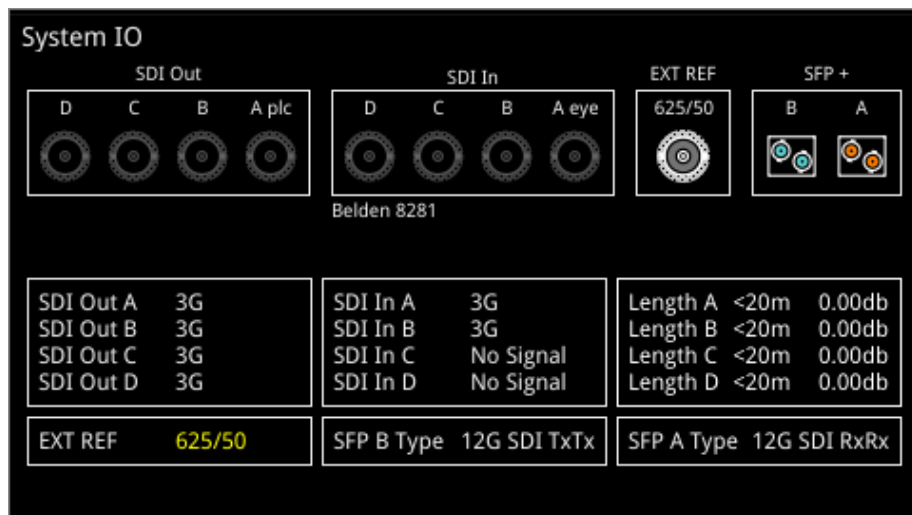 System IO
SDI Out
SDI In
EXT REF
SFP +
D C B A plc
D C B A eye
625/50
B A
Belden 8281
SDI Out A 3G
SDI Out B 3G
SDI Out C 3G
SDI Out D 3G
SDI In A 3G
SDI In B 3G
SDI In C No Signal
SDI In D No Signal
Length A <20m 0.00db
Length B <20m 0.00db
Length C <20m 0.00db
Length D <20m 0.00db
EXT REF 625/50
SFP B Type 12G SDI TxTx
SFP A Type 12G SDI RxRx